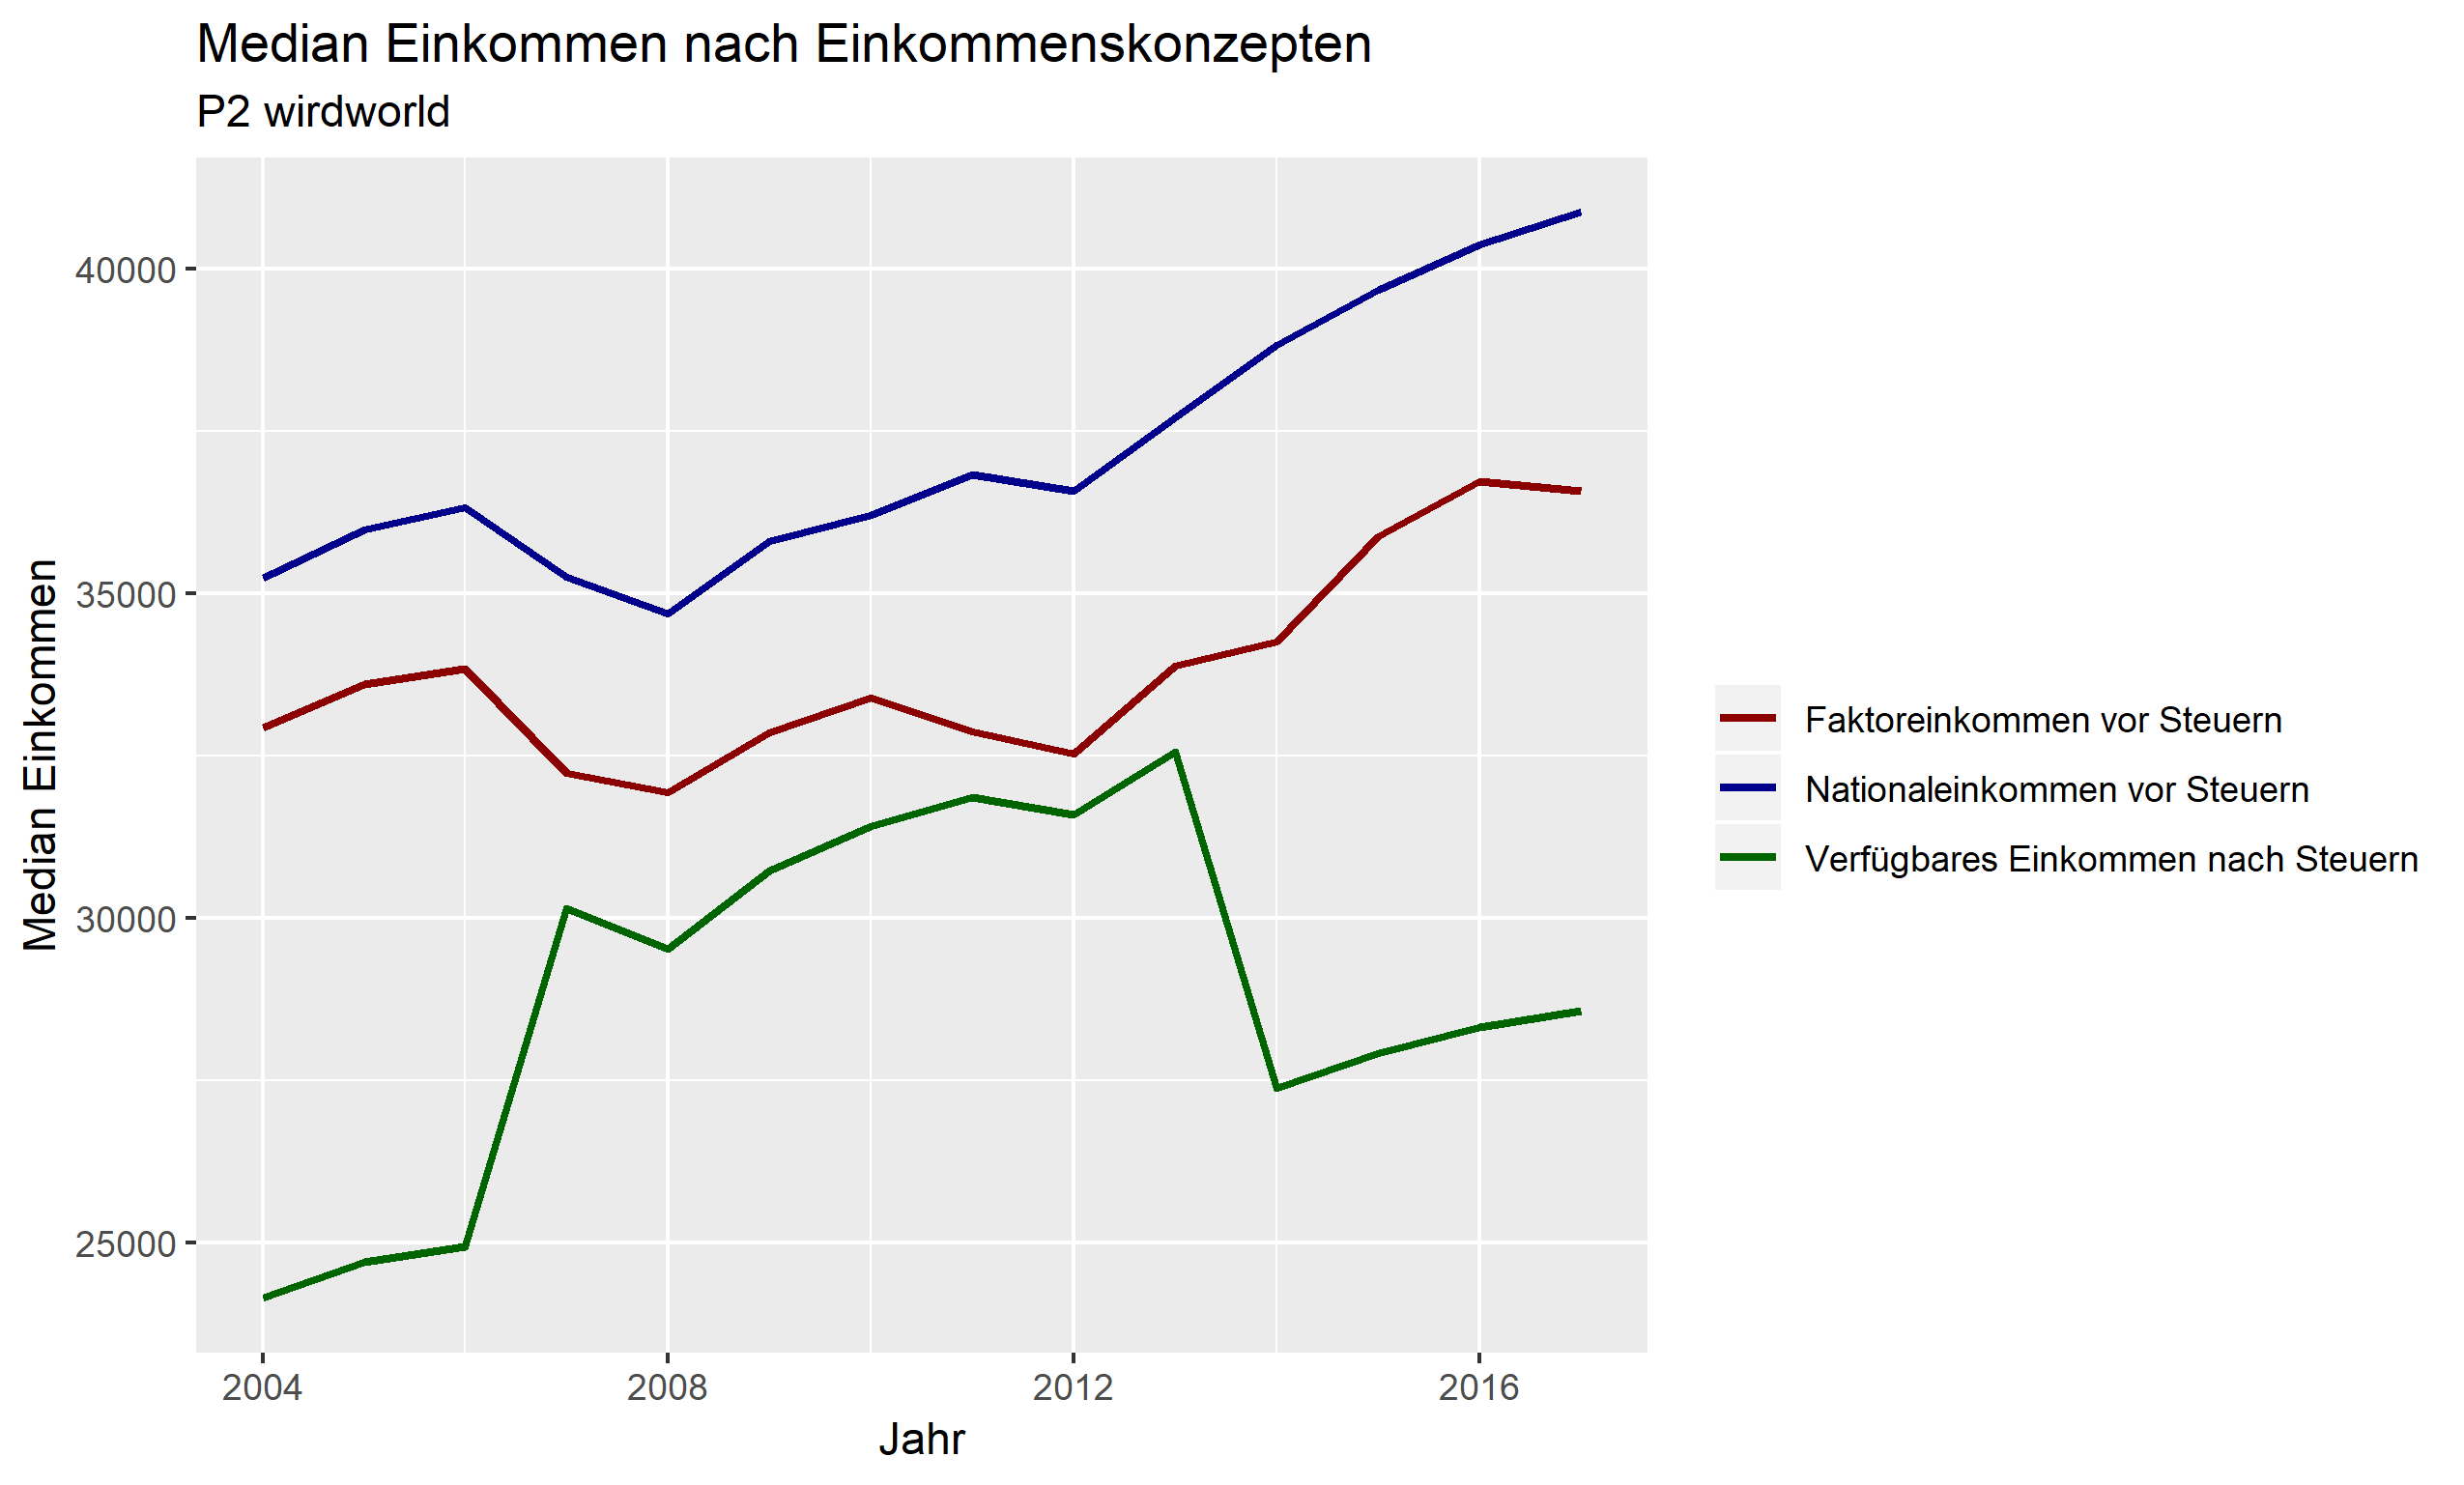 Median Einkommen nach Einkommenskonzepten
P2 wirdworld
Median Einkommen
40000
35000
30000
25000
2004
2008
2012
2016
Jahr
Faktoreinkommen vor Steuern
Nationaleinkommen vor Steuern
Verfügbares Einkommen nach Steuern